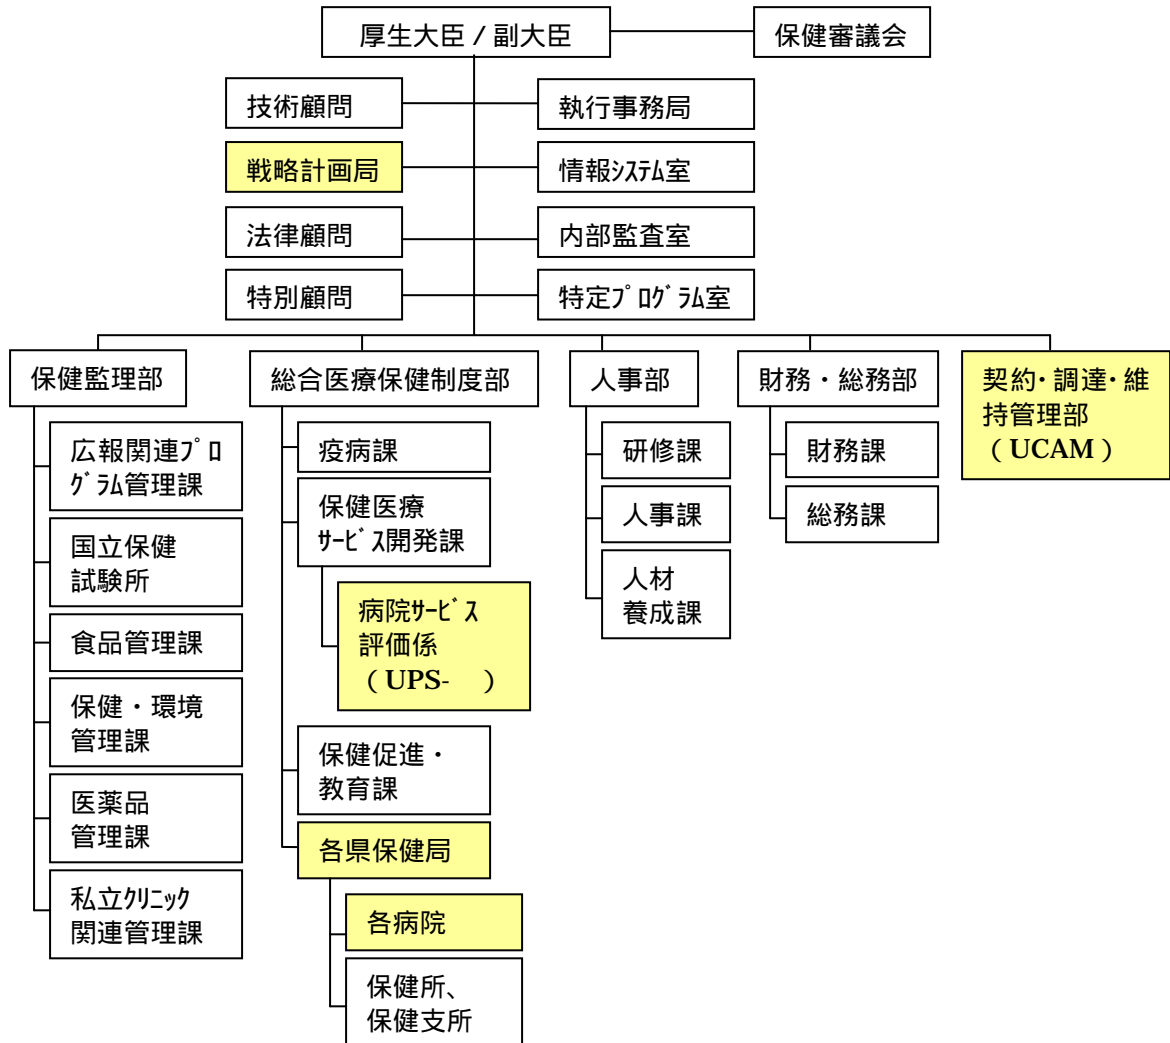 厚生大臣 / 副大臣
保健審議会
技術顧問
執行事務局
戦略計画局
情報ｼｽﾃﾑ室
法律顧問
内部監査室
特別顧問
特定ﾌﾟﾛｸﾞﾗﾑ室
保健監理部
広報関連ﾌﾟﾛ
ｸﾞﾗﾑ管理課
国立保健
試験所
食品管理課
保健・環境
管理課
医薬品
管理課
私立ｸﾘﾆｯｸ
関連管理課
総合医療保健制度部
疫病課
保健医療
ｻｰﾋﾞｽ開発課
病院ｻｰﾋﾞｽ
評価係
（UPS-　）
保健促進・
教育課
各県保健局
各病院
保健所、
保健支所
人事部
研修課
人事課
人材
養成課
財務・総務部
財務課
総務課
契約・調達・維
持管理部
（UCAM）